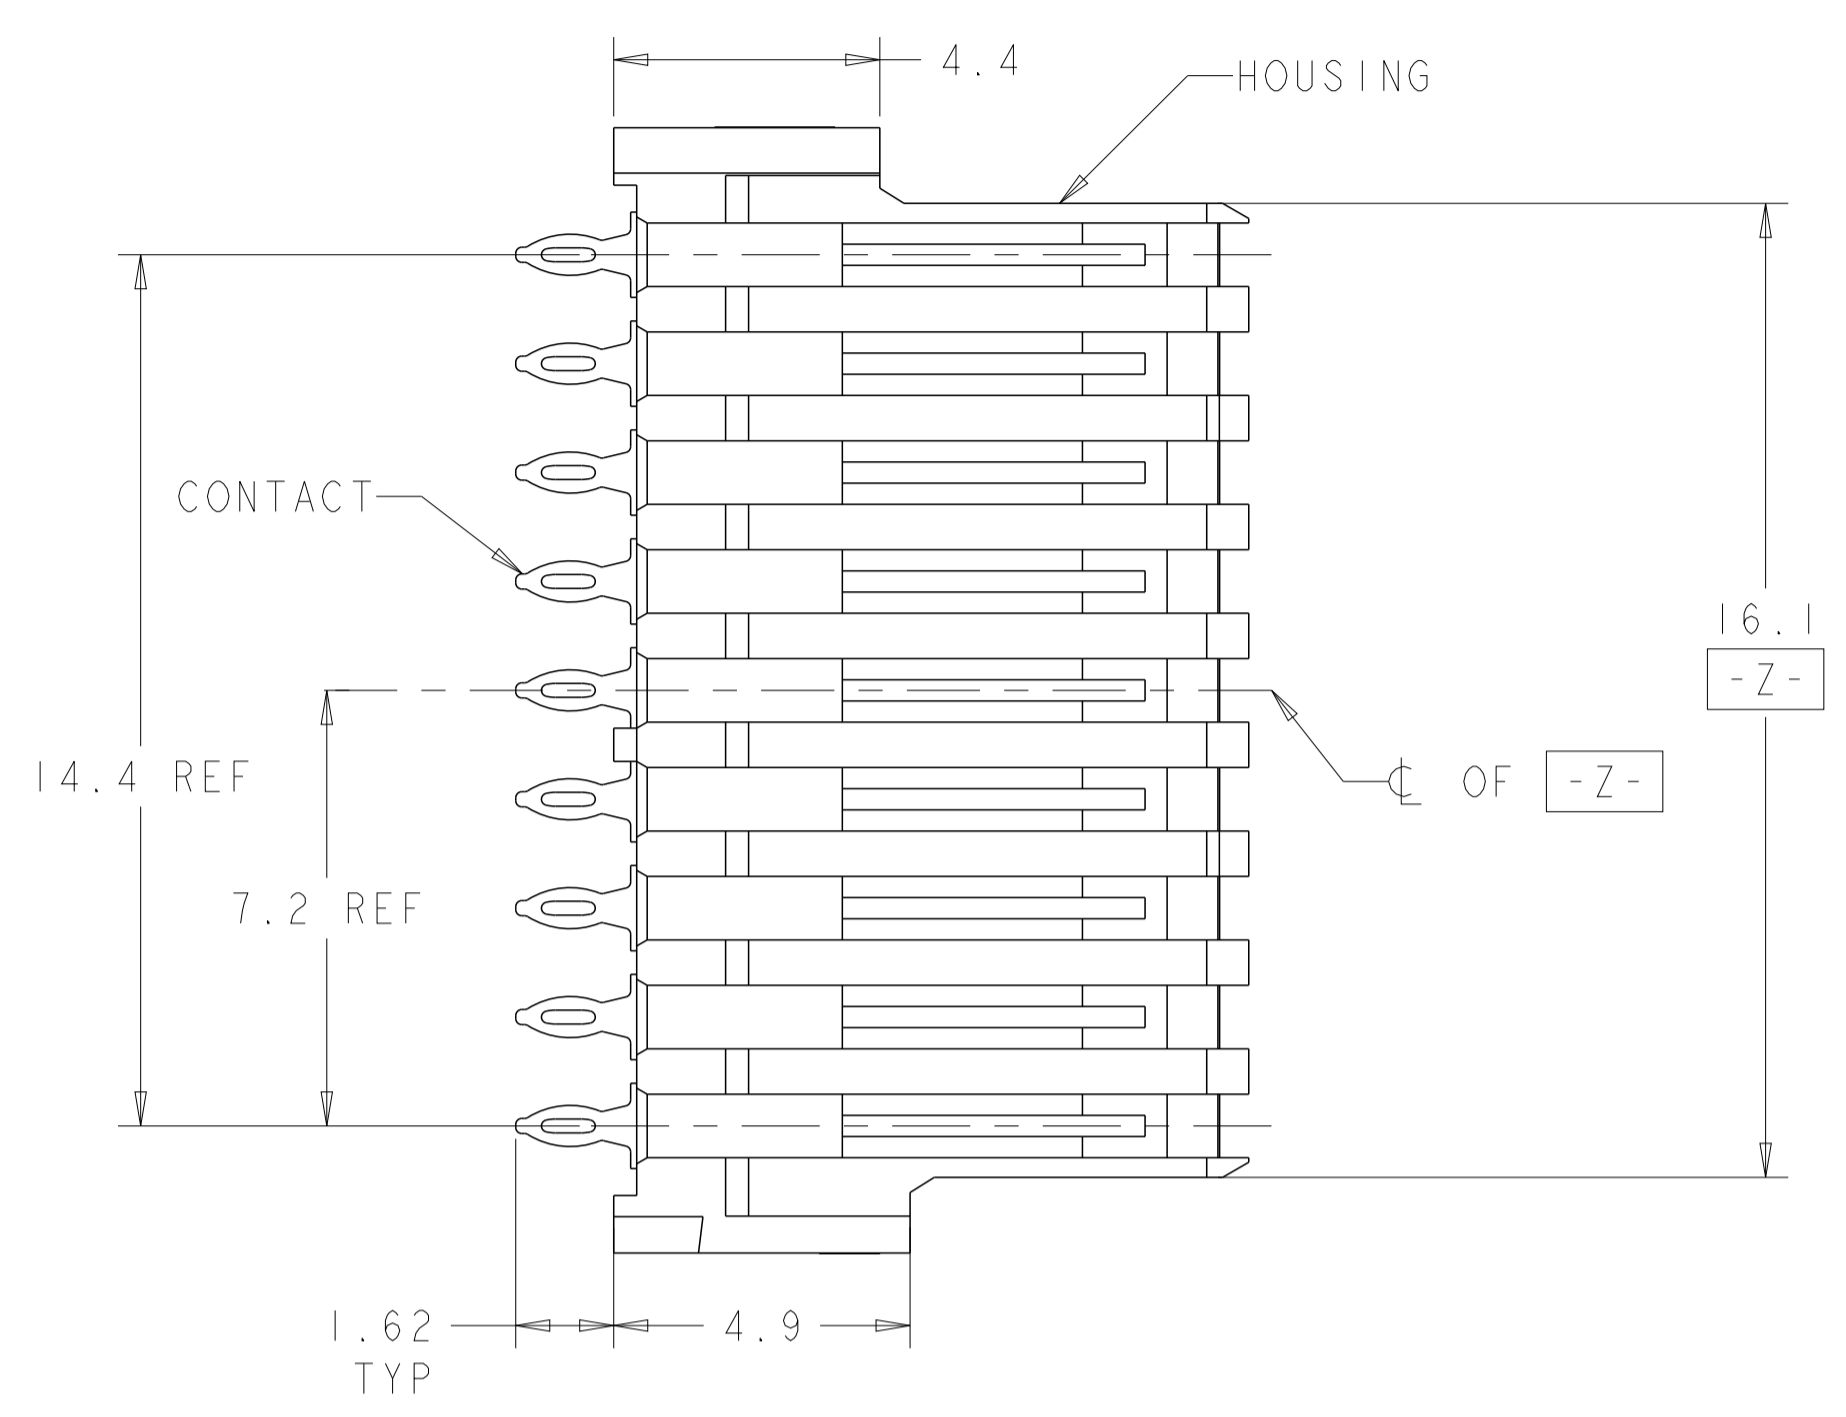 4.4
HOUSING
CONTACT
16.1
-Z-
14.4 REF
℄ OF -Z-
7.2 REF
1.62
TYP
4.9